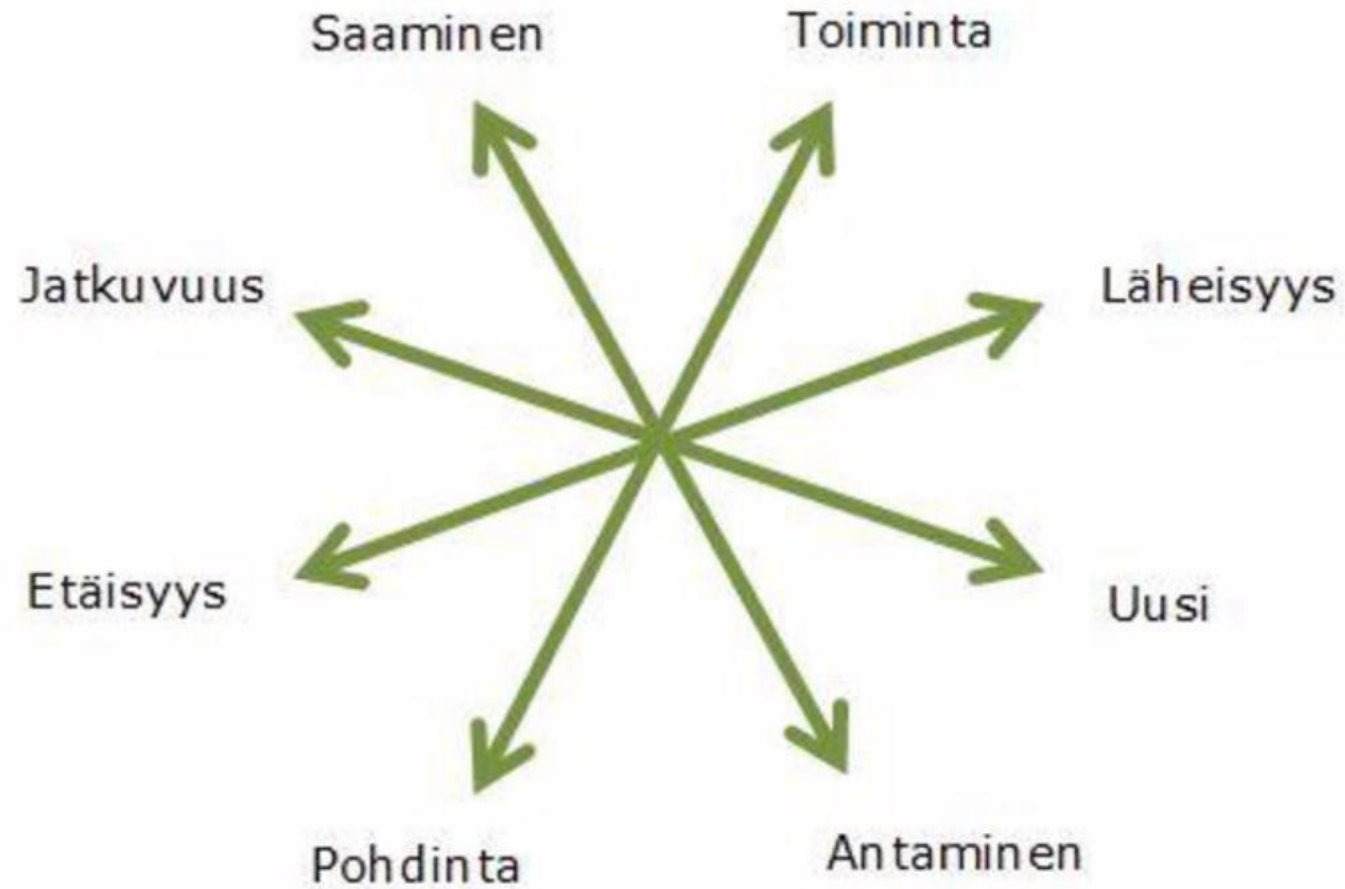 Saaminen
Toiminta
Jatkuvuus
Läheisyys
Etäisyys
Uusi
Pohdinta
Antaminen